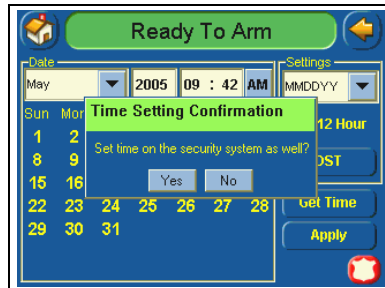 Ready To Arm
Date
Settings
May 2005 09 : 42 AM MMDDYY
Sun Mon
Time Setting Confirmation
Set time on the security system as well?
Yes No
12 Hour
DST
1 2
8 9
15 16
22 23 24 25 26 27 28
29 30 31
Get Time
Apply